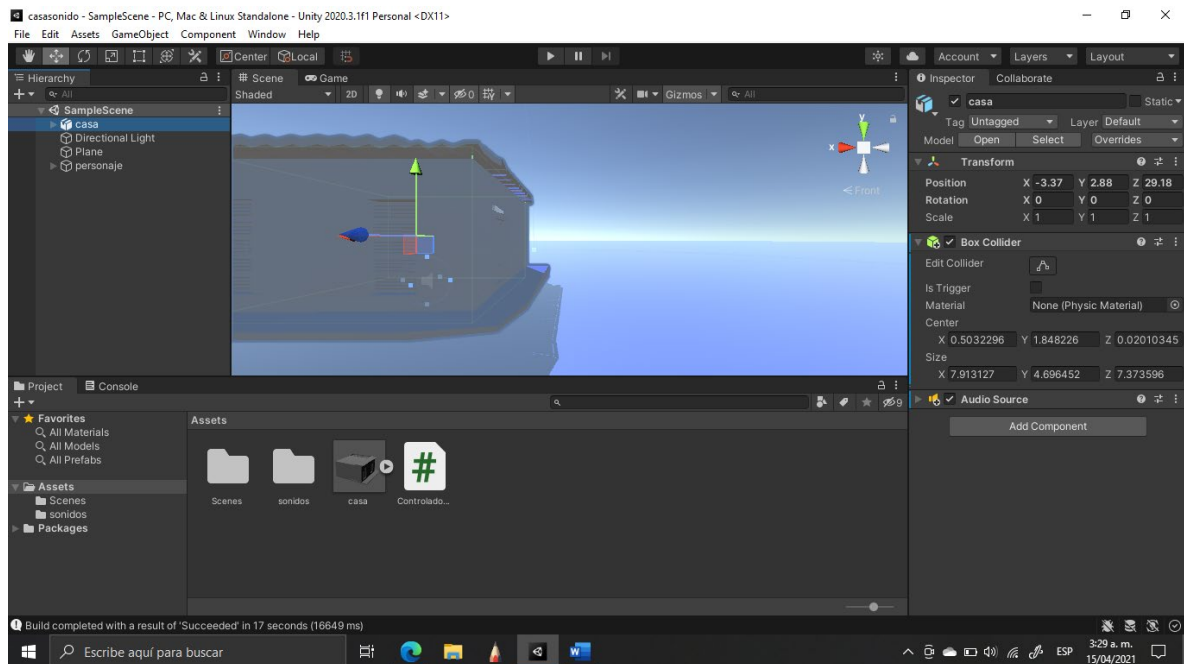 casasonido - SampleScene - PC, Mac & Linux Standalone - Unity 2020.3.1f1 Personal <DX11>
File Edit Assets GameObject Component Window Help
Center Local Account Layers Layout
Hierarchy
All
SampleScene
casa
Directional Light
Plane
personaje
Scene Game
Shaded 2D 0 Gizmos All
y
x
Front
Inspector Collaborate
casa Static
Tag Untagged Layer Default
Model Open Select Overrides
Transform
Position X -3.37 Y 2.88 Z 29.18
Rotation X 0 Y 0 Z 0
Scale X 1 Y 1 Z 1
Box Collider
Edit Collider
Is Trigger
Material None (Physic Material)
Center
X 0.5032296 Y 1.848226 Z 0.02010345
Size
X 7.913127 Y 4.696452 Z 7.373596
Audio Source
Add Component
Project Console
9
Favorites
All Materials
All Models
All Prefabs
Assets
Scenes
sonidos
Packages
Assets
Scenes sonidos casa Controlado...
Build completed with a result of 'Succeeded' in 17 seconds (16649 ms)
Escribe aquí para buscar
ESP
3:29 a. m.
15/04/2021